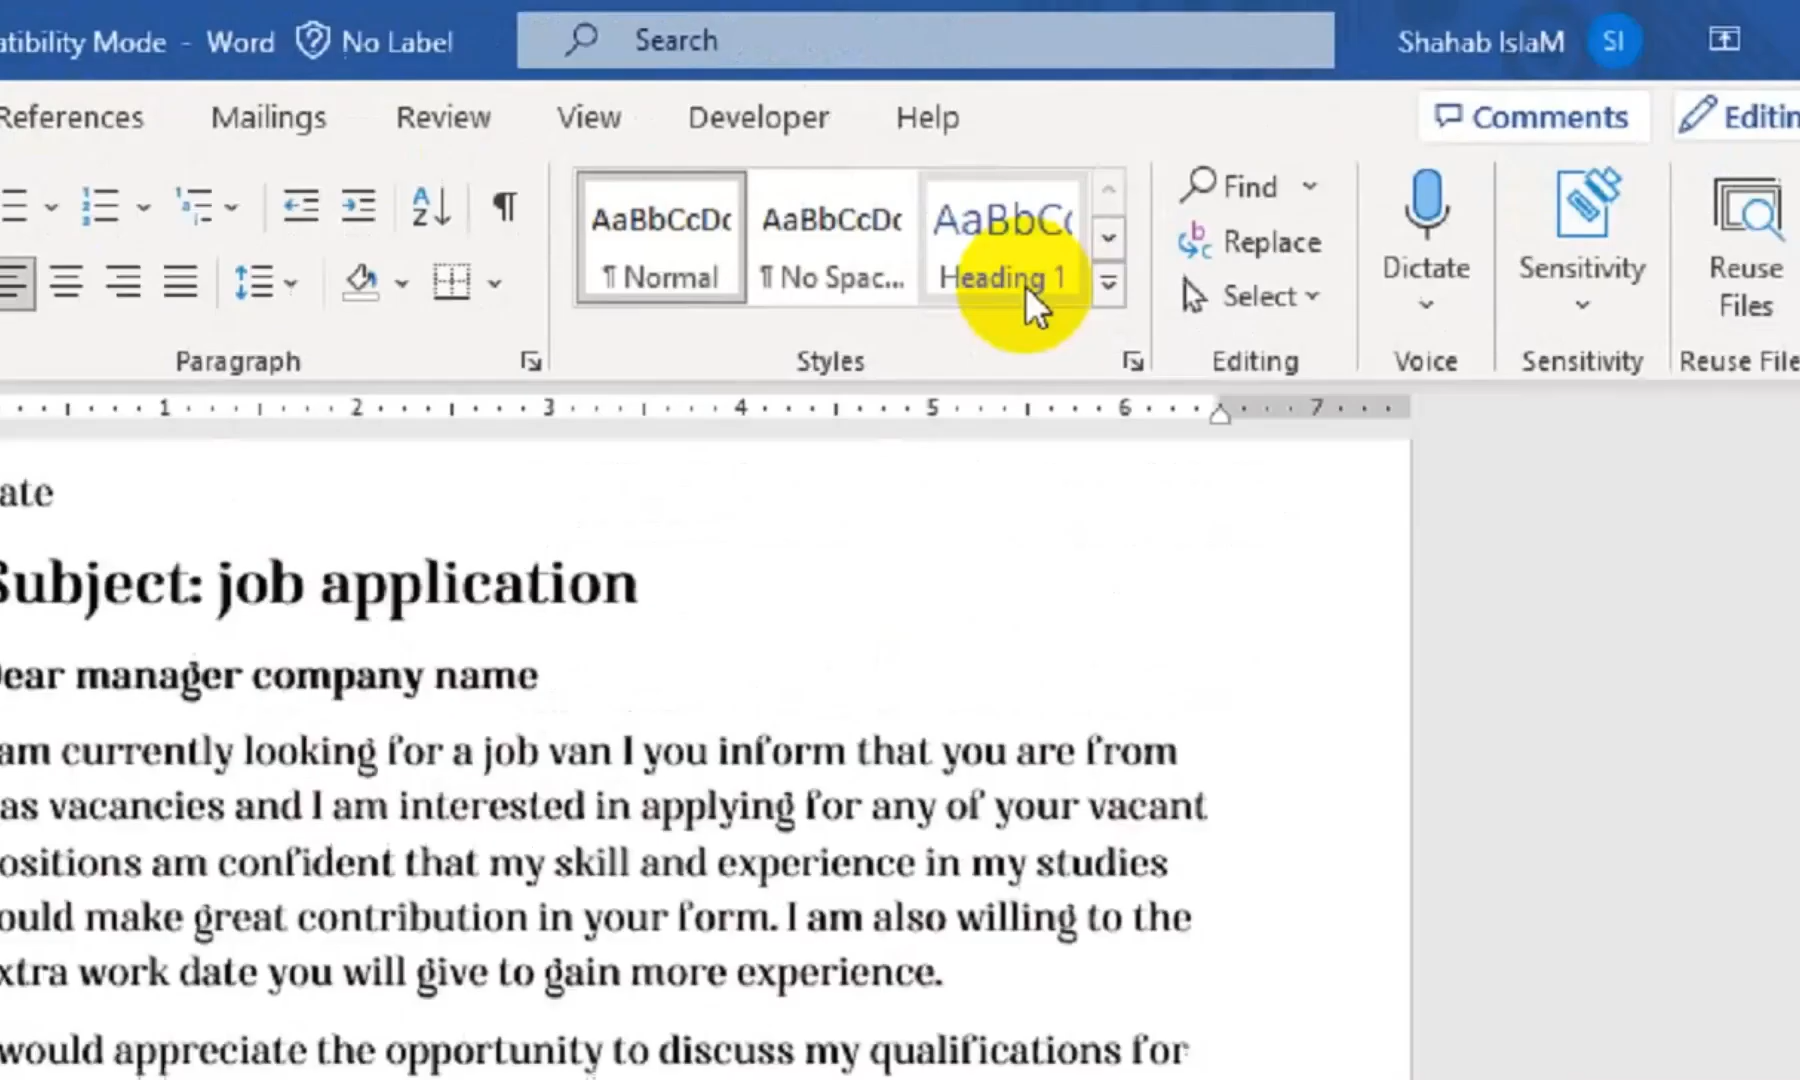 atibility Mode - Word No Label Search Shahab IslaM SI
References Mailings Review View Developer Help Comments Editin
AaBbCcDc AaBbCcDc AaBbC Find
¶ Normal ¶ No Spac... Heading 1 Replace
Select
Dictate Sensitivity Reuse
Files
Paragraph Styles Editing Voice Sensitivity Reuse File
1 2 3 4 5 6 7
ate
Subject: job application
Dear manager company name
am currently looking for a job van I you inform that you are from
as vacancies and I am interested in applying for any of your vacant
ositions am confident that my skill and experience in my studies
ould make great contribution in your form. I am also willing to the
xtra work date you will give to gain more experience.
would appreciate the opportunity to discuss my qualifications for